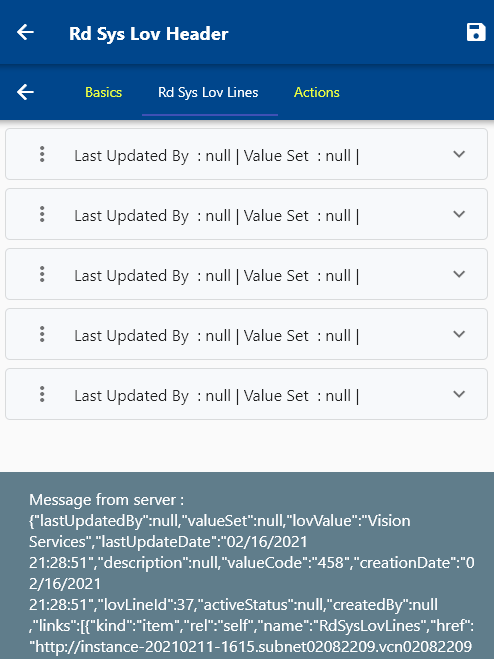 Rd Sys Lov Header
Basics Rd Sys Lov Lines Actions
Last Updated By : null | Value Set : null |
Last Updated By : null | Value Set : null |
Last Updated By : null | Value Set : null |
Last Updated By : null | Value Set : null |
Last Updated By : null | Value Set : null |
Message from server :
{"lastUpdatedBy":null,"valueSet":null,"lovValue":"Vision
Services","lastUpdateDate":"02/16/2021
21:28:51","description":null,"valueCode":"458","creationDate":"0
2/16/2021
21:28:51","lovLineId":37,"activeStatus":null,"createdBy":null
,"links":[{"kind":"item","rel":"self","name":"RdSysLovLines","href":
"http://instance-20210211-1615.subnet02082209.vcn02082209